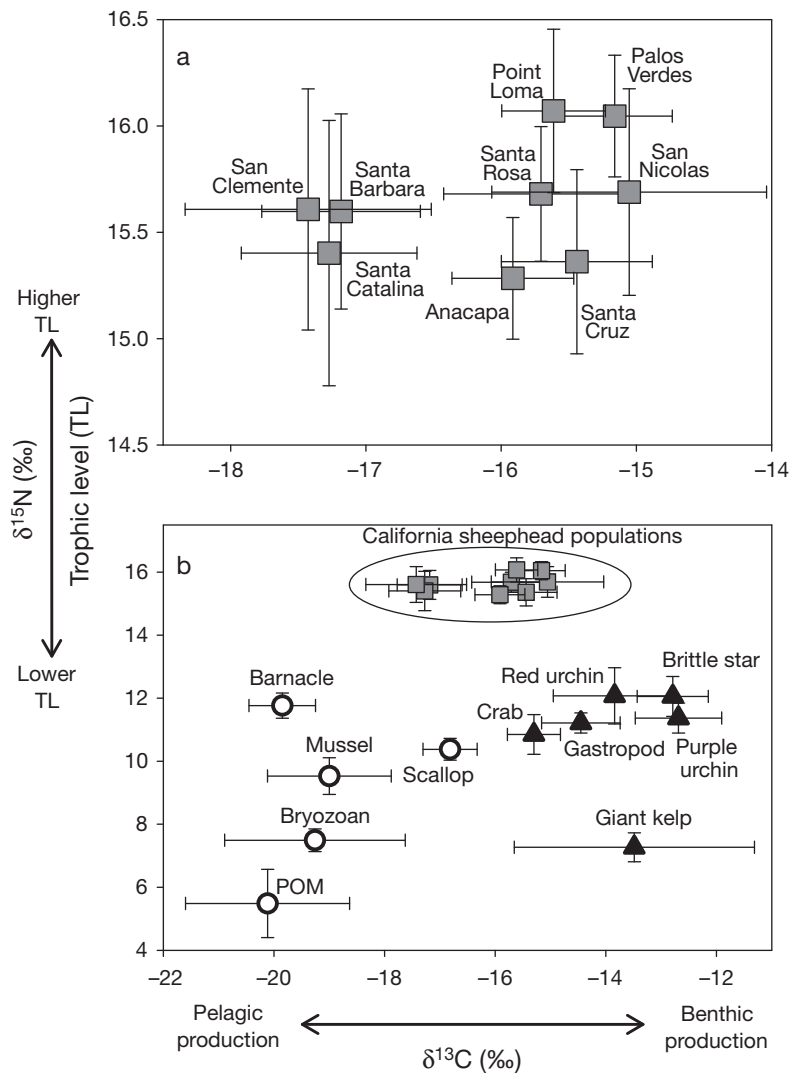 16.5
16.0
15.5
15.0
14.5
a
Point
Loma
Palos
Verdes
San
Clemente
Santa
Barbara
Santa
Rosa
San
Nicolas
Santa
Catalina
Anacapa
Santa
Cruz
−18
−17
−16
−15
−14
Higher
TL
δ15N (‰)
Trophic level (TL)
Lower
TL
b
California sheephead populations
16
14
12
10
8
6
4
Barnacle
Red urchin
Brittle star
Crab
Mussel
Scallop
Gastropod
Purple
urchin
Bryozoan
Giant kelp
POM
−22
−20
−18
−16
−14
−12
Pelagic
production
Benthic
production
δ13C (‰)